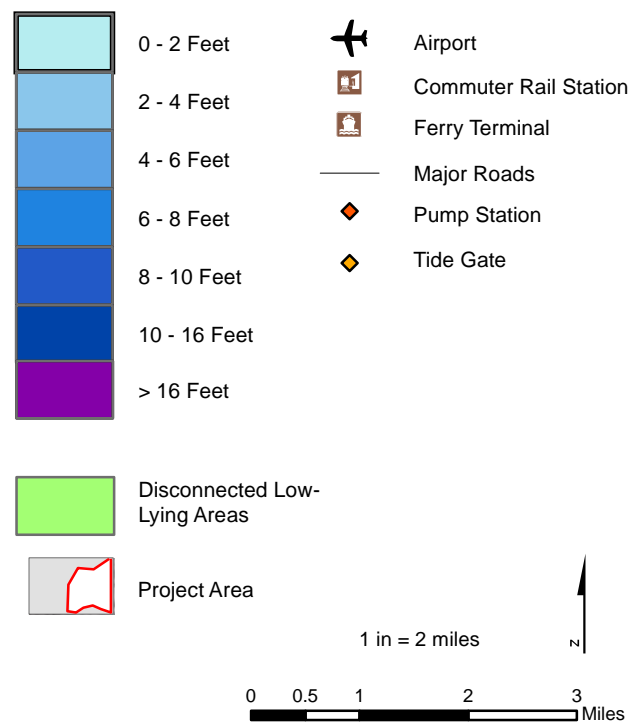 0 - 2 Feet
2 - 4 Feet
4 - 6 Feet
6 - 8 Feet
8 - 10 Feet
10 - 16 Feet
> 16 Feet
Disconnected Low-
Lying Areas
Project Area
Airport
Commuter Rail Station
Ferry Terminal
Major Roads
Pump Station
Tide Gate
1 in = 2 miles
z
0 0.5 1 2 3
Miles